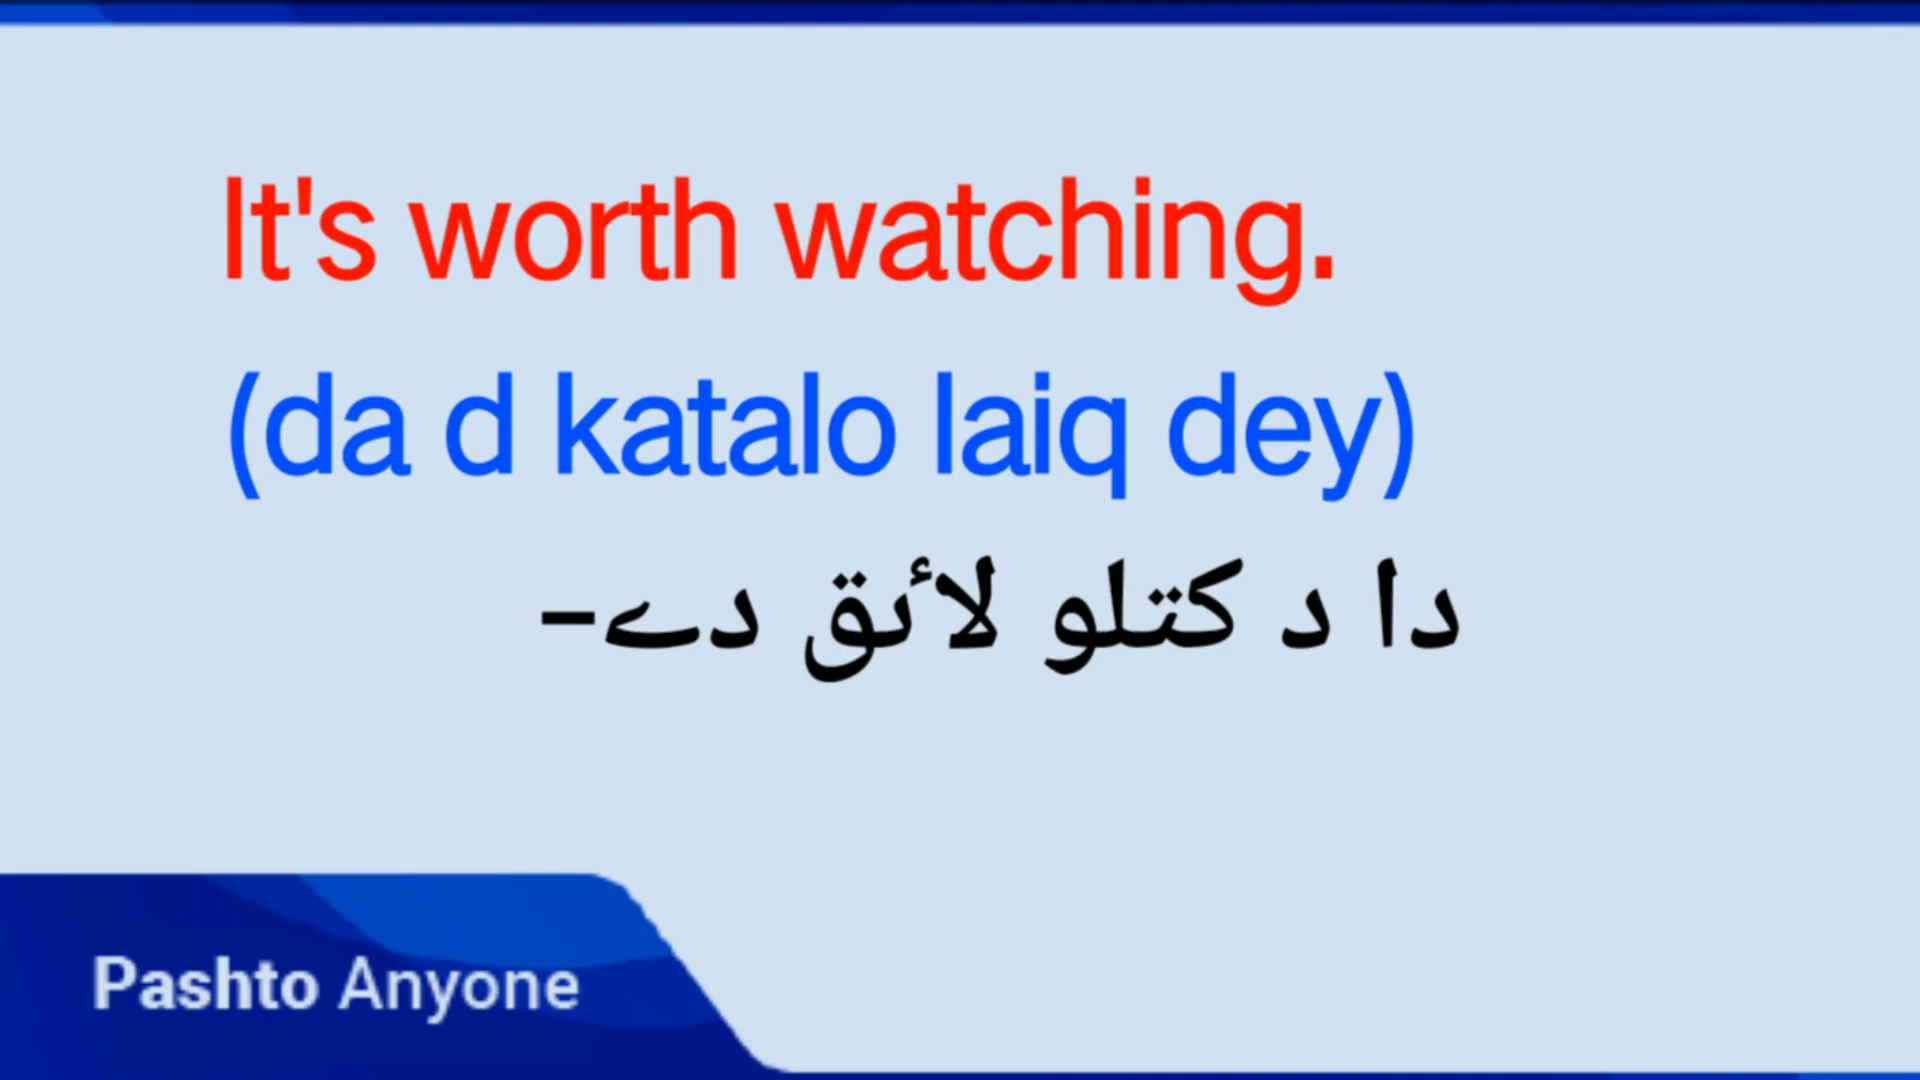 It's worth watching.
(da d katalo laiq dey)
دا د کتلو لائق دے-
Pashto Anyone